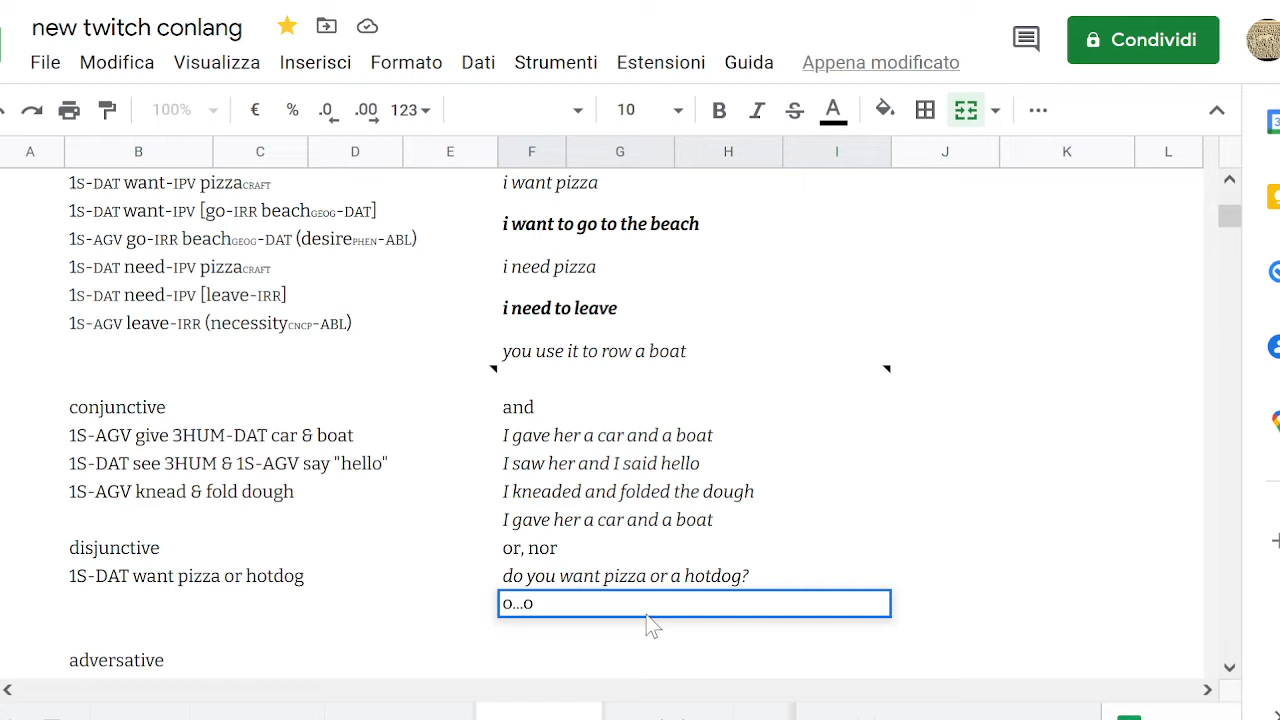 new twitch conlang
Condividi
File Modifica Visualizza Inserisci Formato Dati Strumenti Estensioni Guida Appena modificato
100% € % .0 .00 123 10 B I S A
A B C D E F G H I J K L
1S-DAT want-IPV pizzaCRAFT i want pizza
1S-DAT want-IPV [go-IRR beachGEOG-DAT]
i want to go to the beach
1S-AGV go-IRR beachGEOG-DAT (desirePHEN-ABL)
1S-DAT need-IPV pizzaCRAFT i need pizza
1S-DAT need-IPV [leave-IRR]
i need to leave
1S-AGV leave-IRR (necessityCNCP-ABL)
you use it to row a boat
conjunctive and
1S-AGV give 3HUM-DAT car & boat I gave her a car and a boat
1S-DAT see 3HUM & 1S-AGV say "hello" I saw her and I said hello
1S-AGV knead & fold dough I kneaded and folded the dough
I gave her a car and a boat
disjunctive or, nor
1S-DAT want pizza or hotdog do you want pizza or a hotdog?
o...o
adversative